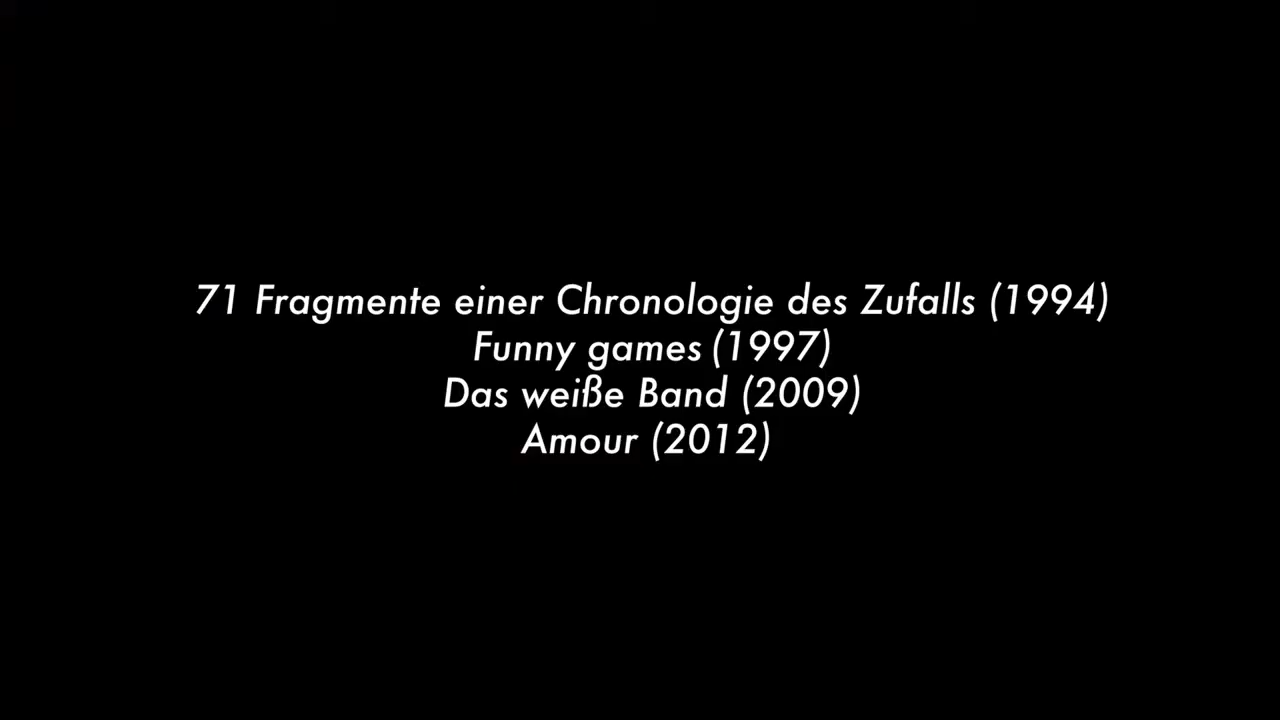 71 Fragmente einer Chronologie des Zufalls (1994)
Funny games (1997)
Das weiße Band (2009)
Amour (2012)